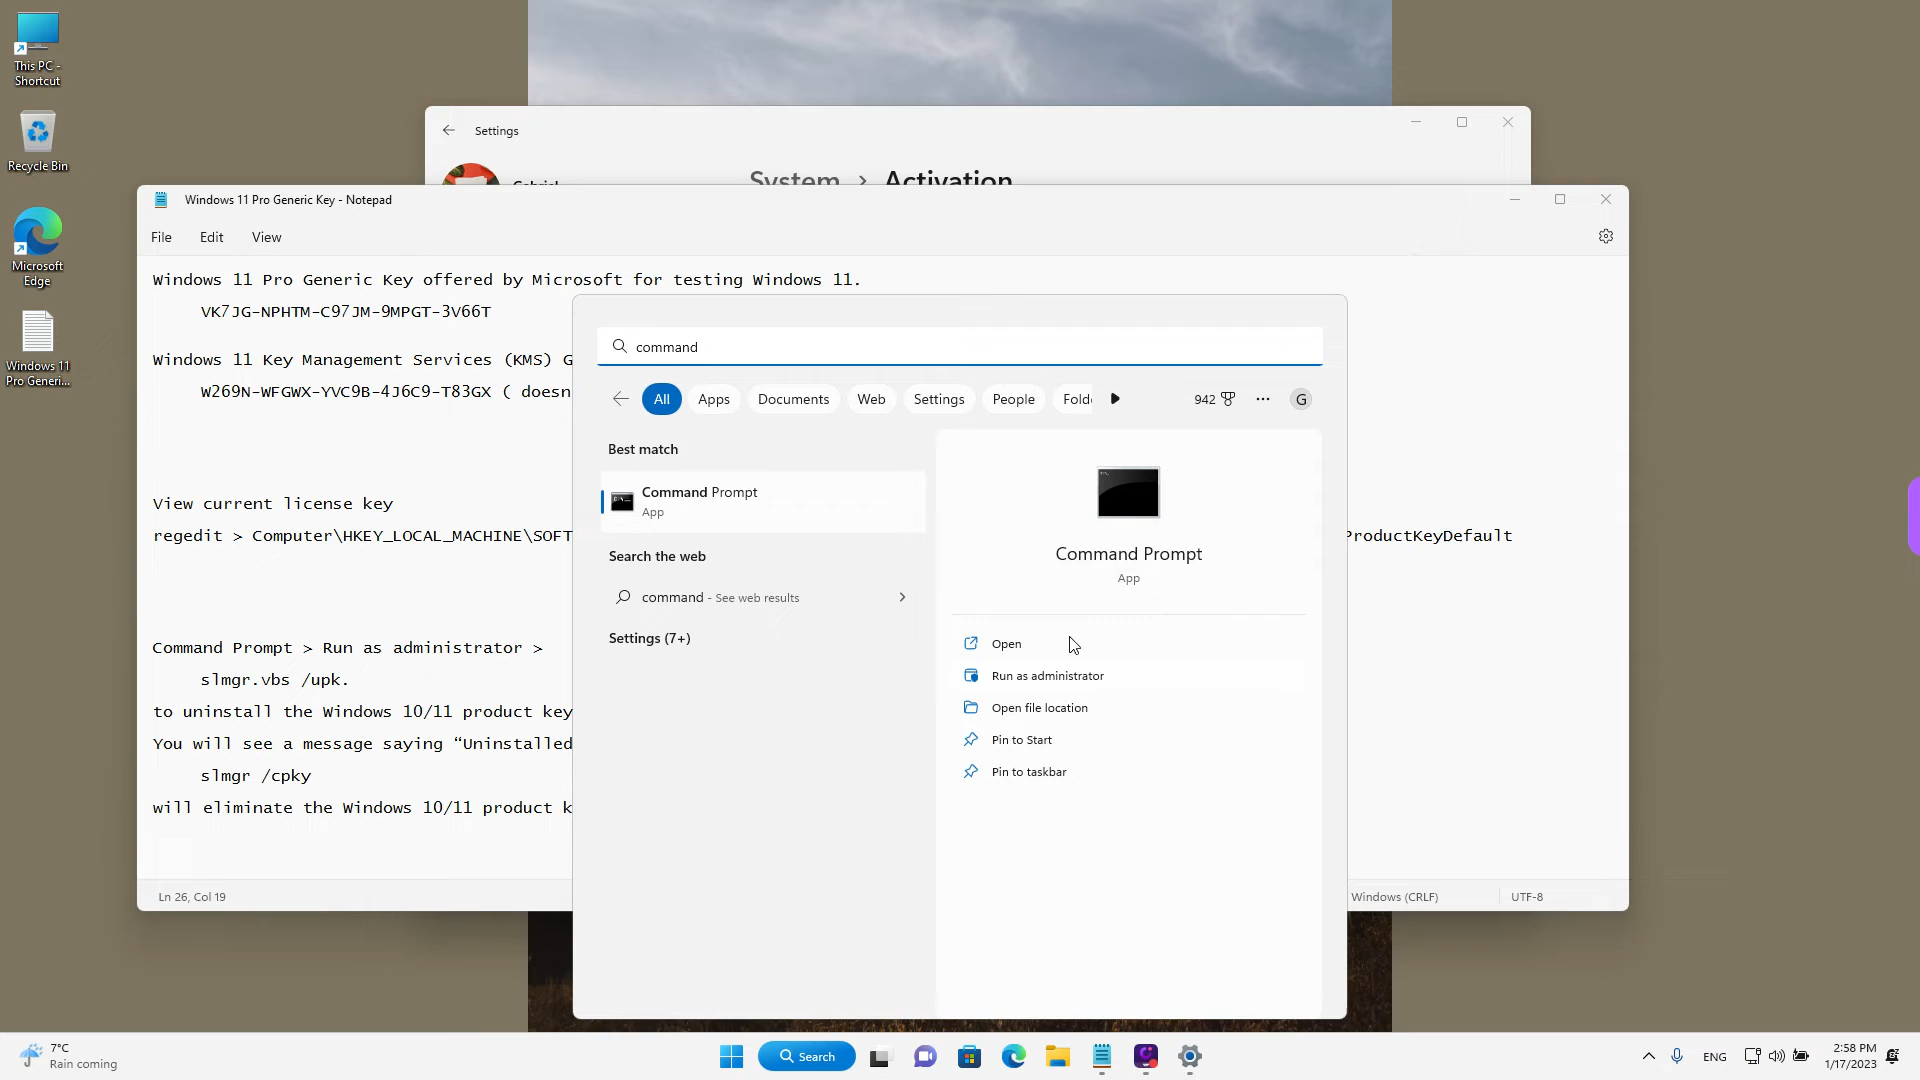 This PC -
Shortcut
Recycle Bin
Microsoft
Edge
Windows 11
Pro Generi...
Settings
System > Activation
Windows 11 Pro Generic Key - Notepad
File Edit View
Windows 11 Pro Generic Key offered by Microsoft for testing Windows 11.
VK7JG-NPHTM-C97JM-9MPGT-3V66T
Windows 11 Key Management Services (KMS) G
W269N-WFGWX-YVC9B-4J6C9-T83GX ( doesn
View current license key
regedit > Computer\HKEY_LOCAL_MACHINE\SOFT
ProductKeyDefault
Command Prompt > Run as administrator >
slmgr.vbs /upk.
to uninstall the Windows 10/11 product key
You will see a message saying “Uninstalled
slmgr /cpky
will eliminate the Windows 10/11 product k
Ln 26, Col 19
Windows (CRLF)
UTF-8
command
All Apps Documents Web Settings People Folde
942
G
Best match
Command Prompt
App
Search the web
command - See web results
Settings (7+)
Command Prompt
App
Open
Run as administrator
Open file location
Pin to Start
Pin to taskbar
7°C
Rain coming
Search
ENG
2:58 PM
1/17/2023